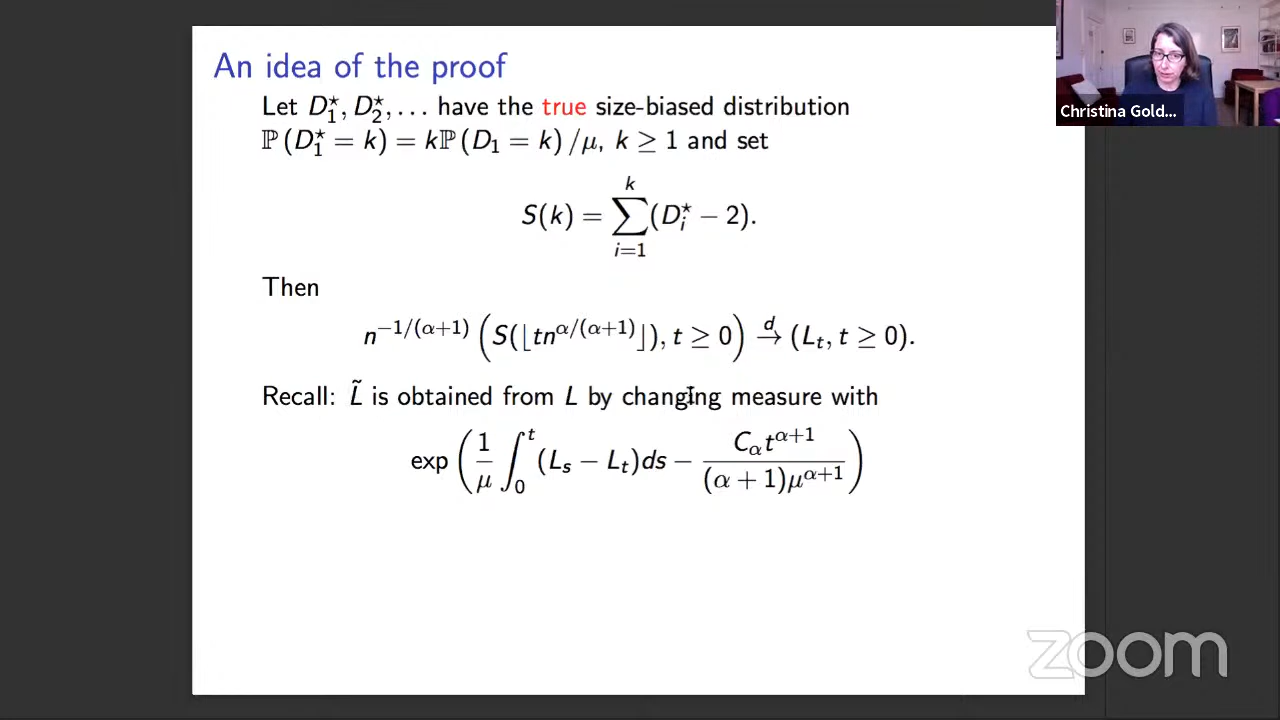 An idea of the proof
Let D₁*, D₂*, … have the true size-biased distribution
ℙ (D₁* = k) = kℙ (D₁ = k) /μ, k ≥ 1 and set
S(k) = ∑_{i=1}^{k} (D_i* − 2).
Then
n^{−1/(α+1)} (S(⌊tn^{α/(α+1)}⌋), t ≥ 0) →^d (L_t, t ≥ 0).
Recall: L̃ is obtained from L by changing measure with
exp (1/μ ∫_0^t (L_s − L_t)ds − C_α t^{α+1} / (α + 1)μ^{α+1})
Christina Gold...
zoom